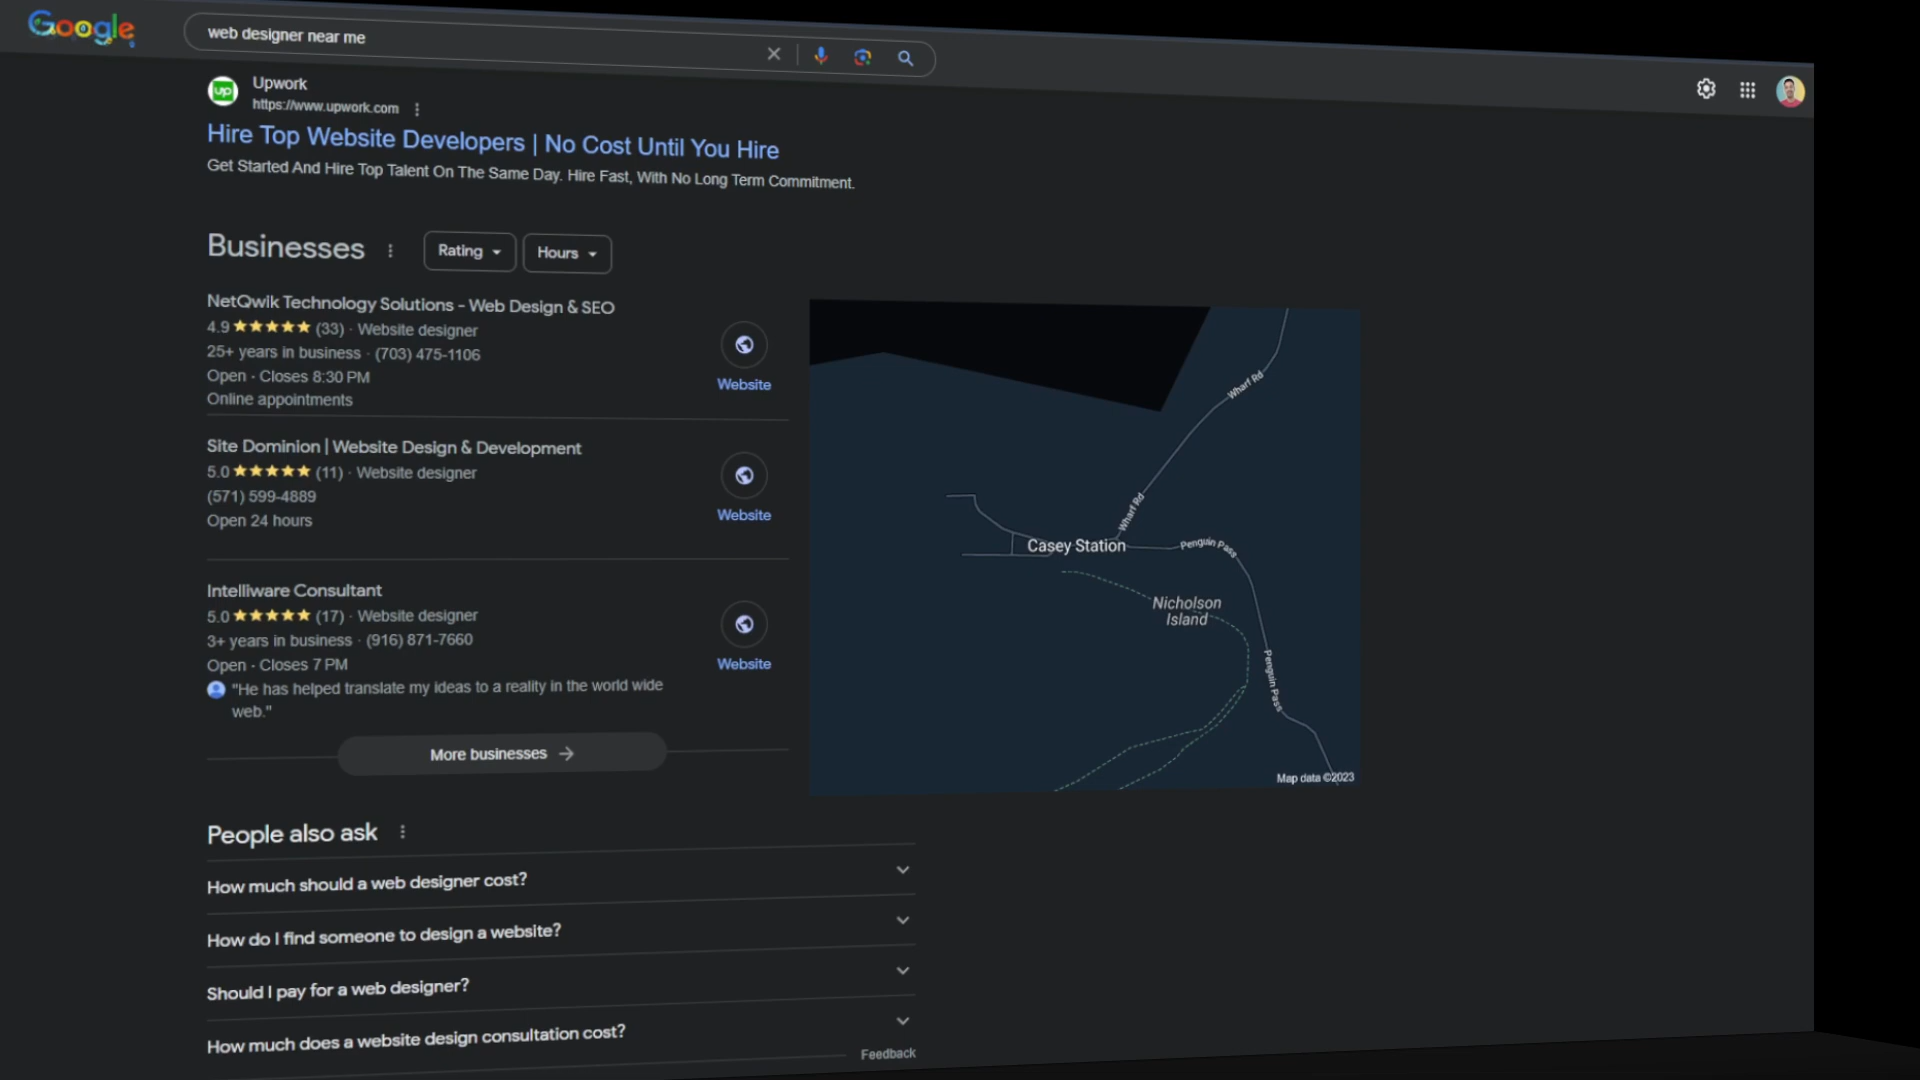 Google
web designer near me
up
Upwork
https://www.upwork.com
Hire Top Website Developers | No Cost Until You Hire
Get Started And Hire Top Talent On The Same Day. Hire Fast, With No Long Term Commitment.
Businesses
Rating
Hours
NetQwik Technology Solutions - Web Design & SEO
4.9 (33) · Website designer
25+ years in business · (703) 475-1106
Open · Closes 8:30 PM
Online appointments
Website
Site Dominion | Website Design & Development
5.0 (11) · Website designer
(571) 599-4889
Open 24 hours
Website
Intelliware Consultant
5.0 (17) · Website designer
3+ years in business · (916) 871-7660
Open · Closes 7 PM
"He has helped translate my ideas to a reality in the world wide
web."
Website
More businesses
Wharf Rd
Wharf Rd
Casey Station
Penguin Pass
Nicholson
Island
Penguin Pass
Map data ©2023
People also ask
How much should a web designer cost?
How do I find someone to design a website?
Should I pay for a web designer?
How much does a website design consultation cost?
Feedback